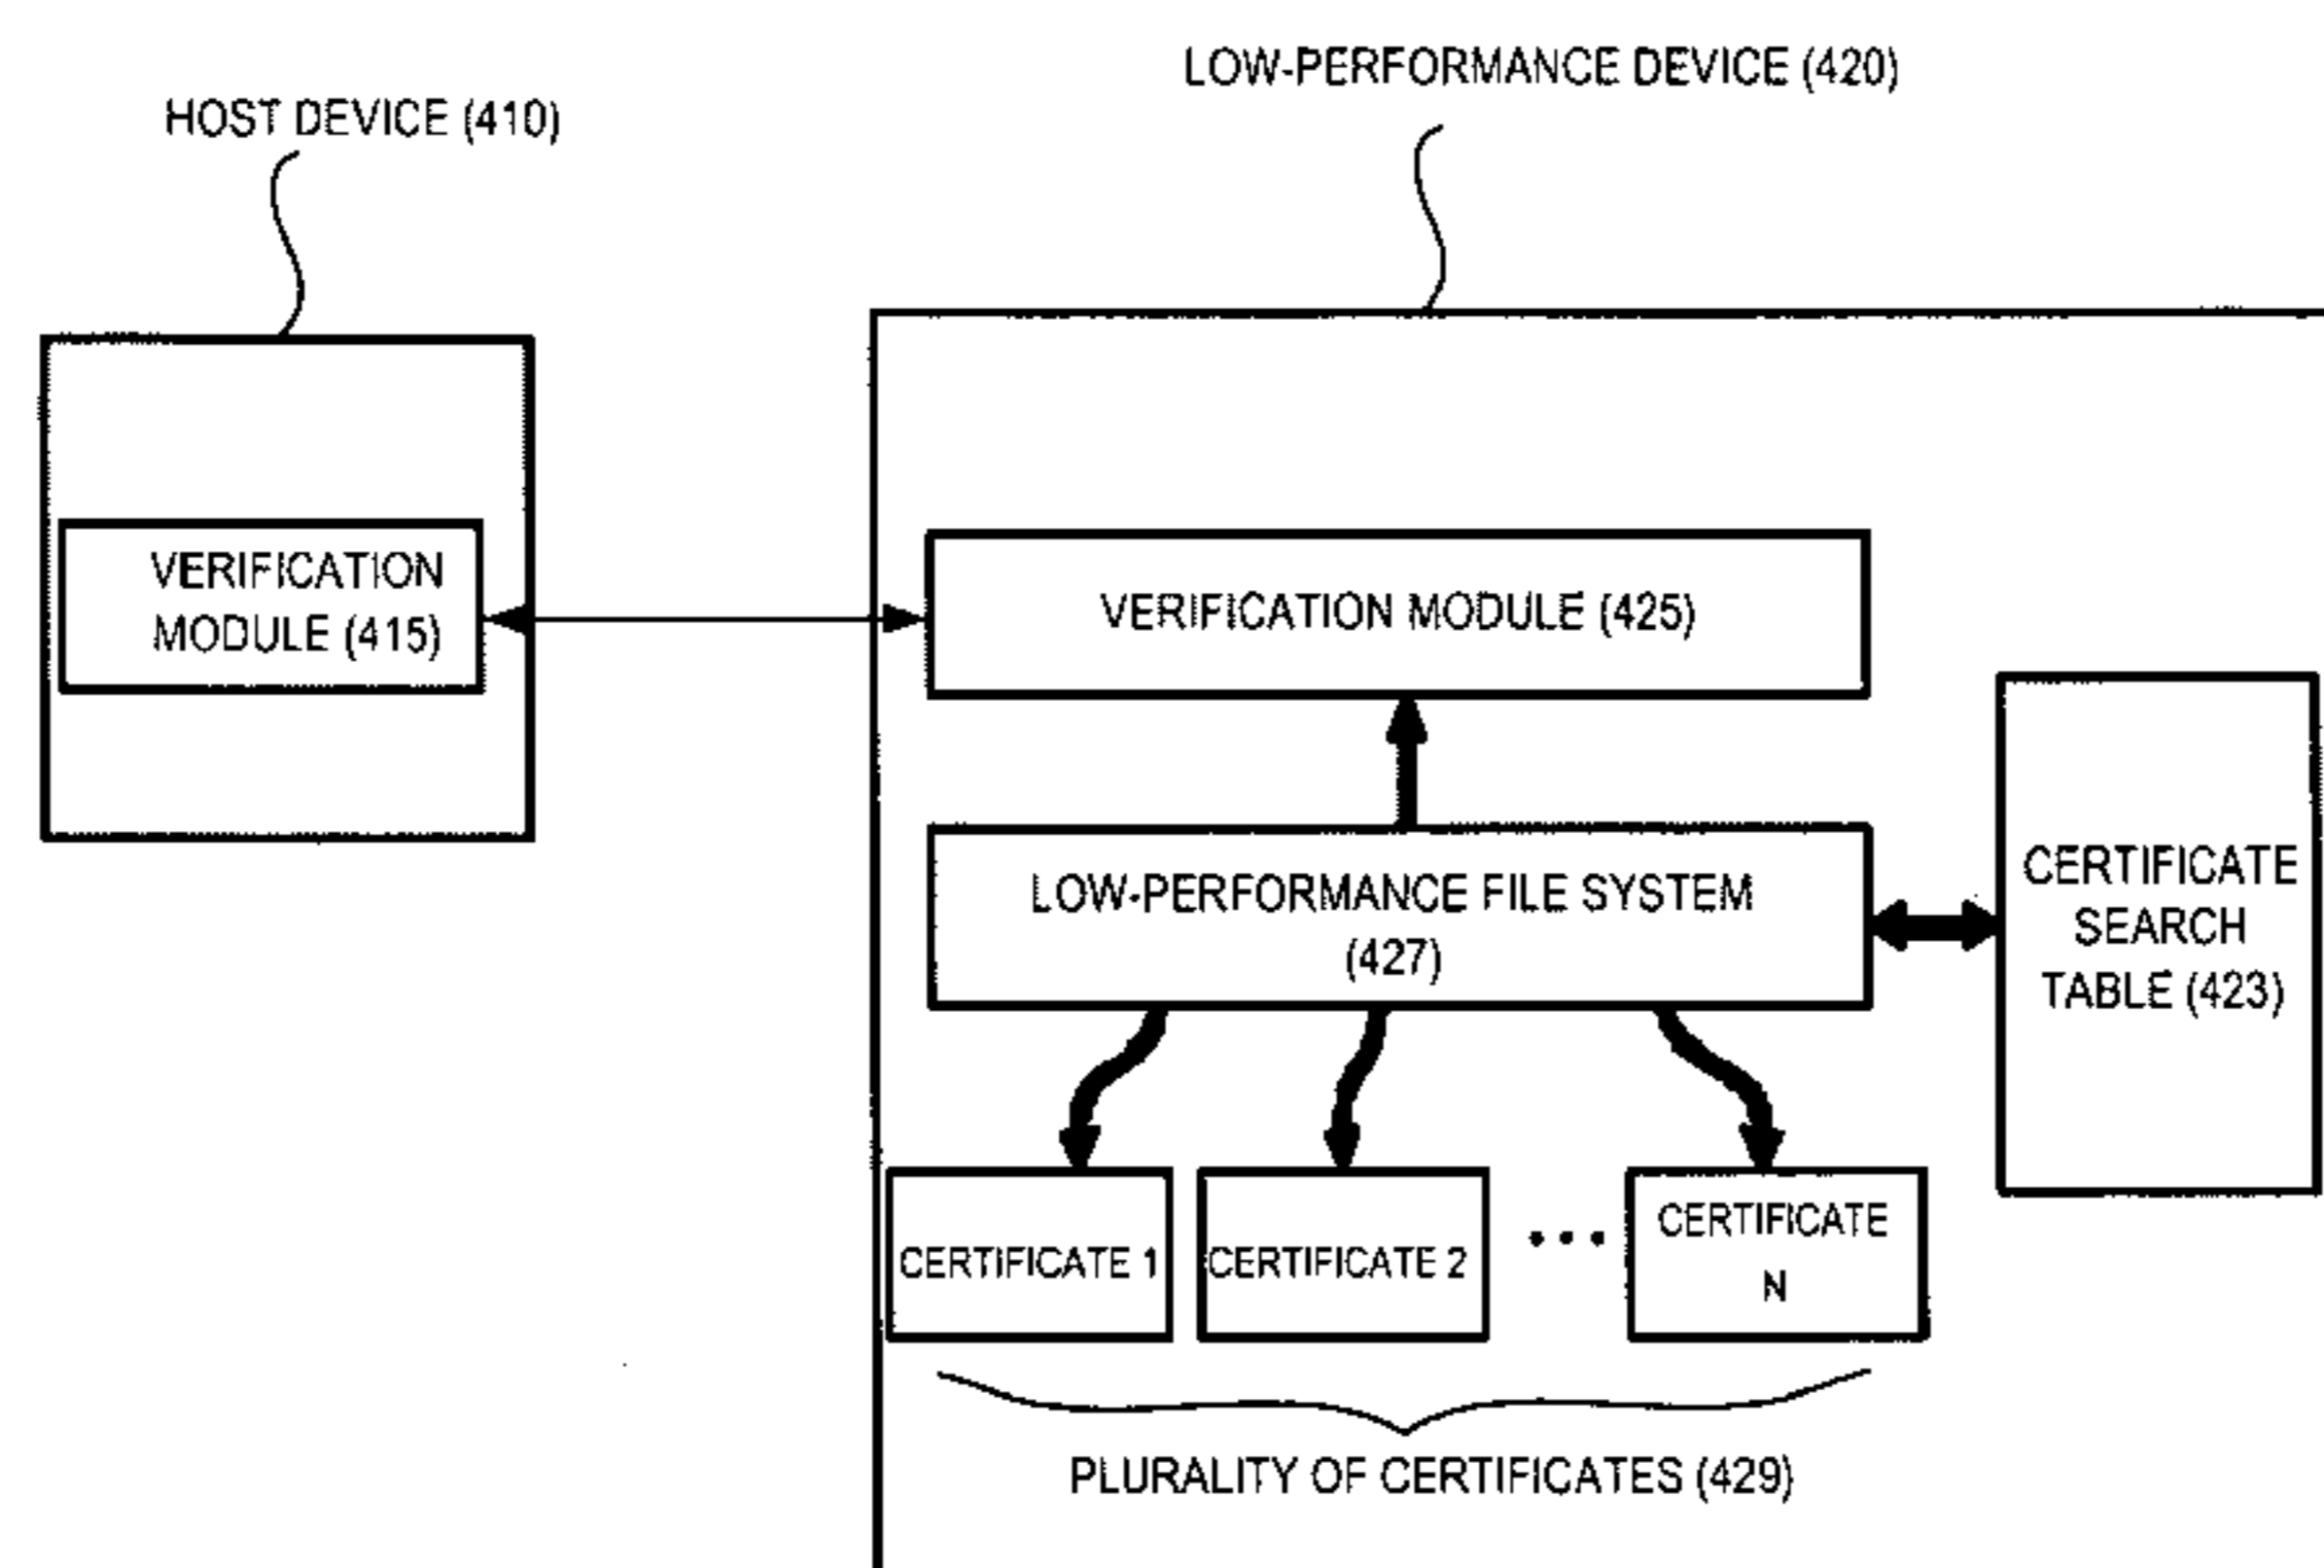 LOW-PERFORMANCE DEVICE (420)
HOST DEVICE (410)
VERIFICATION
MODULE (415)
VERIFICATION MODULE (425)
LOW-PERFORMANCE FILE SYSTEM
(427)
CERTIFICATE
SEARCH
TABLE (423)
CERTIFICATE 1
CERTIFICATE 2
CERTIFICATE
N
PLURALITY OF CERTIFICATES (429)